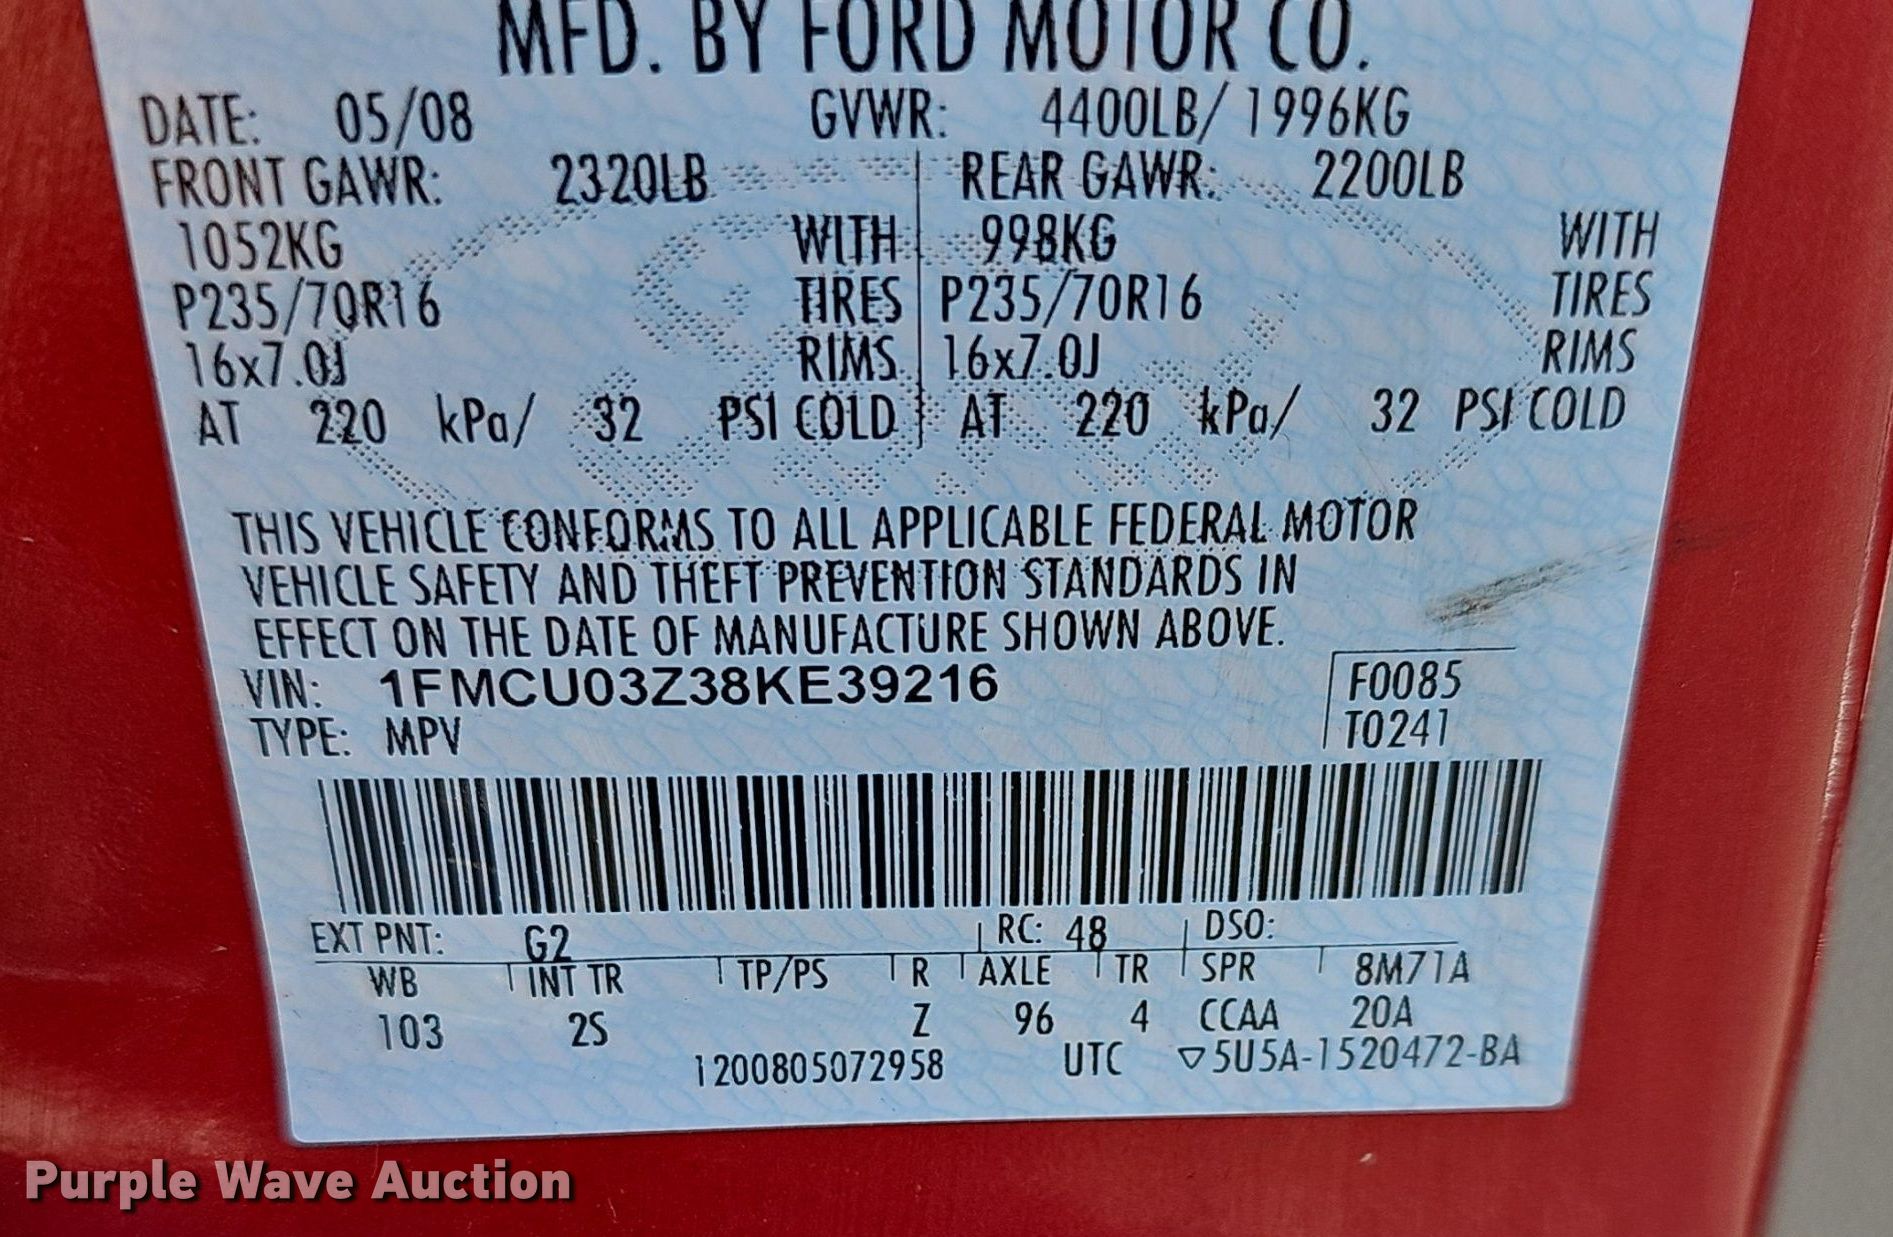 MFD. BY FORD MOTOR CO.
DATE: 05/08 GVWR: 4400LB/ 1996KG
FRONT GAWR: 2320LB REAR GAWR: 2200LB
1052KG WITH 998KG WITH
P235/70R16 TIRES P235/70R16 TIRES
16x7.0J RIMS 16x7.0J RIMS
AT 220 kPa/ 32 PSI COLD AT 220 kPa/ 32 PSI COLD
THIS VEHICLE CONFORMS TO ALL APPLICABLE FEDERAL MOTOR
VEHICLE SAFETY AND THEFT PREVENTION STANDARDS IN
EFFECT ON THE DATE OF MANUFACTURE SHOWN ABOVE.
VIN: 1FMCU03Z38KE39216 F0085
TYPE: MPV T0241
EXT PNT: G2 RC: 48 DSO:
WB INT TR TP/PS R AXLE TR SPR 8M71A
103 2S Z 96 4 CCAA 20A
1200805072958 UTC ▽5U5A-1520472-BA
Purple Wave Auction